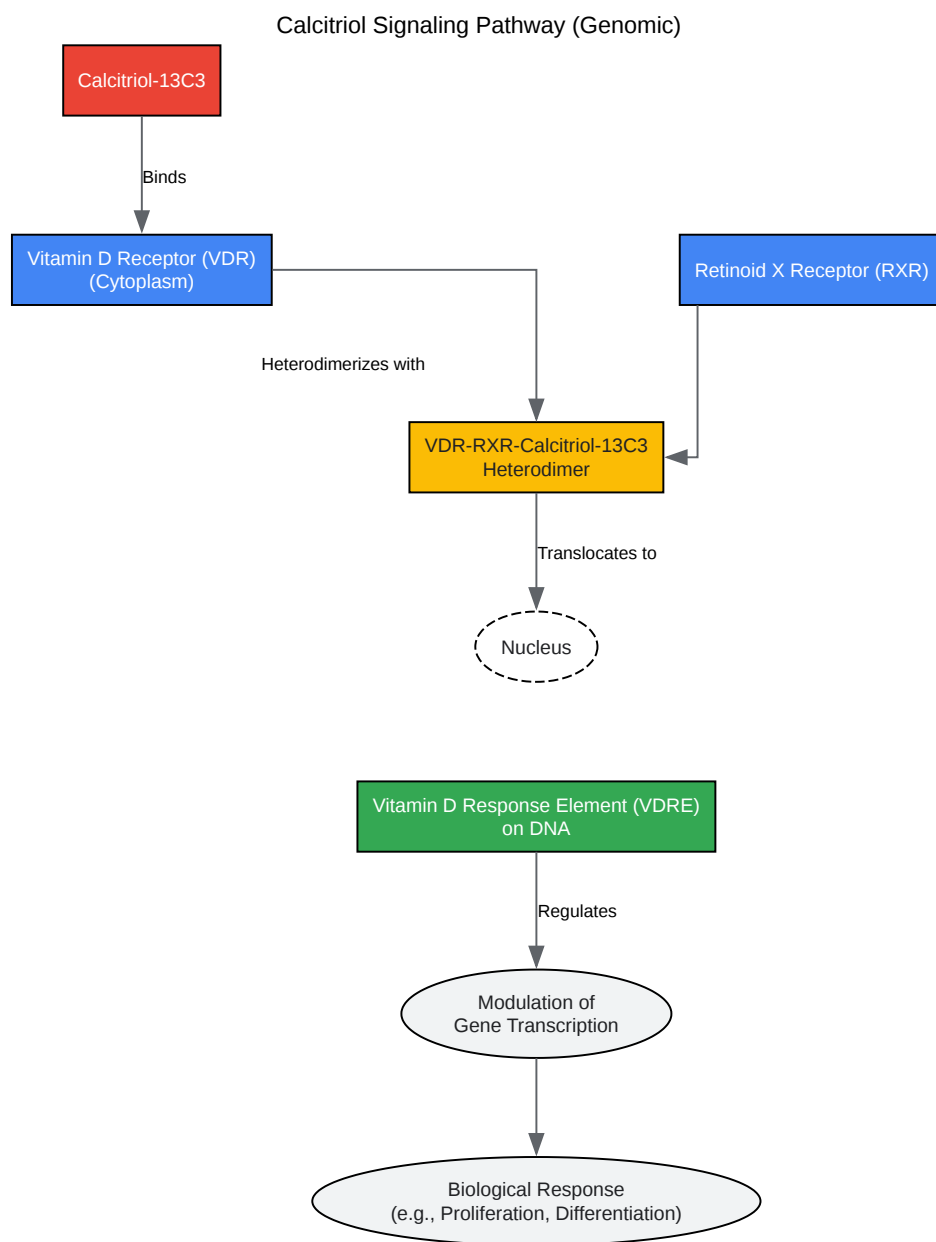 Calcitriol Signaling Pathway (Genomic)
Calcitriol-13C3
Binds
Vitamin D Receptor (VDR)
(Cytoplasm)
Retinoid X Receptor (RXR)
Heterodimerizes with
VDR-RXR-Calcitriol-13C3
Heterodimer
Translocates to
Nucleus
Vitamin D Response Element (VDRE)
on DNA
Regulates
Modulation of
Gene Transcription
Biological Response
(e.g., Proliferation, Differentiation)